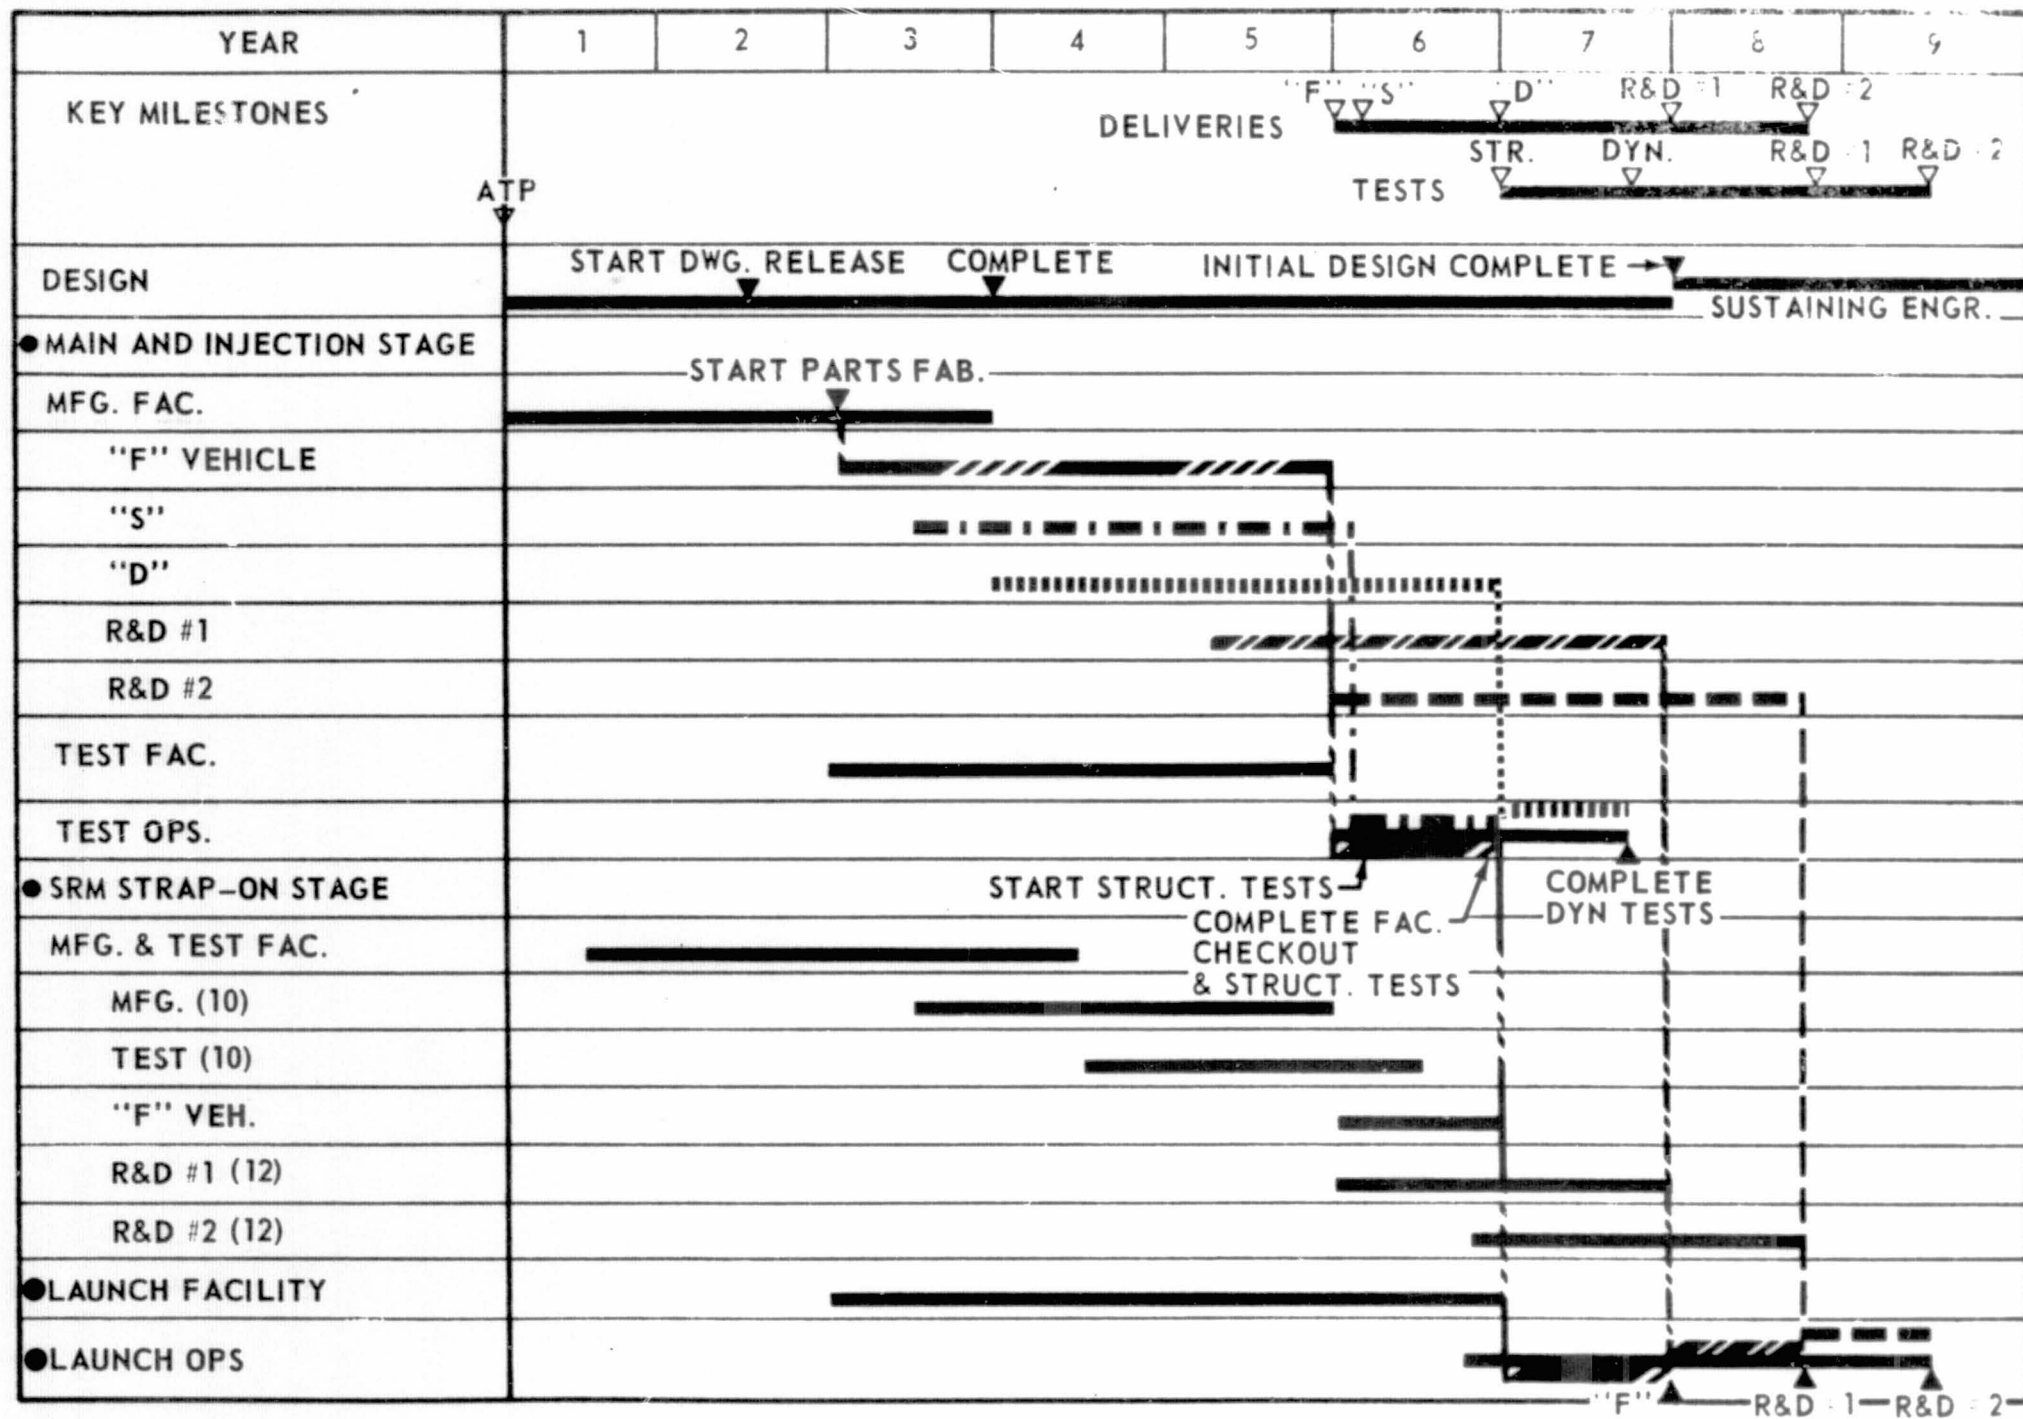 YEAR 1 2 3 4 5 6 7 8 9
KEY MILESTONES
DELIVERIES "F" "S" "D" R&D 1 R&D 2
TESTS STR. DYN. R&D 1 R&D 2
ATP
DESIGN
START DWG. RELEASE COMPLETE INITIAL DESIGN COMPLETE
SUSTAINING ENGR.
●MAIN AND INJECTION STAGE
START PARTS FAB.
MFG. FAC.
"F" VEHICLE
"S"
"D"
R&D #1
R&D #2
TEST FAC.
TEST OPS.
START STRUCT. TESTS
COMPLETE FAC.
CHECKOUT
& STRUCT. TESTS
COMPLETE
DYN TESTS
●SRM STRAP-ON STAGE
MFG. & TEST FAC.
MFG. (10)
TEST (10)
"F" VEH.
R&D #1 (12)
R&D #2 (12)
●LAUNCH FACILITY
●LAUNCH OPS
"F" R&D 1 R&D 2